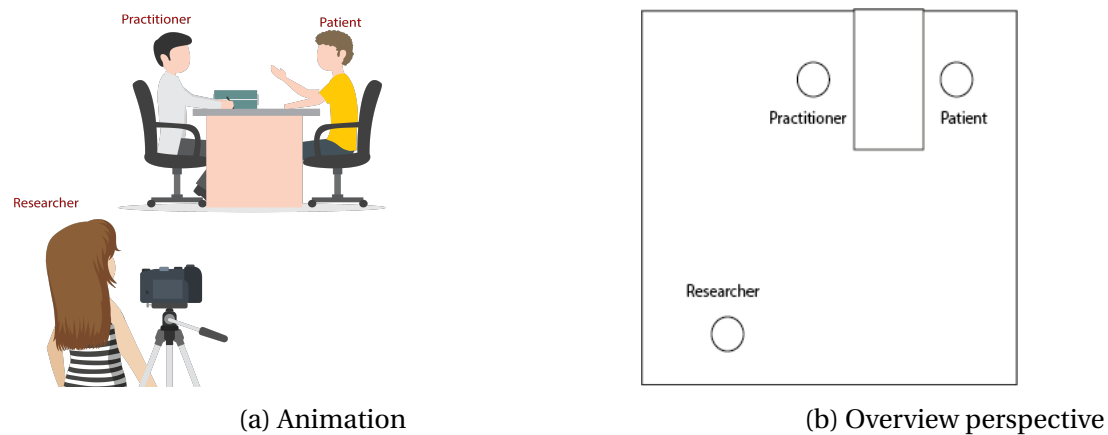 Practitioner
Patient
Researcher
(a) Animation
Practitioner
Patient
Researcher
(b) Overview perspective